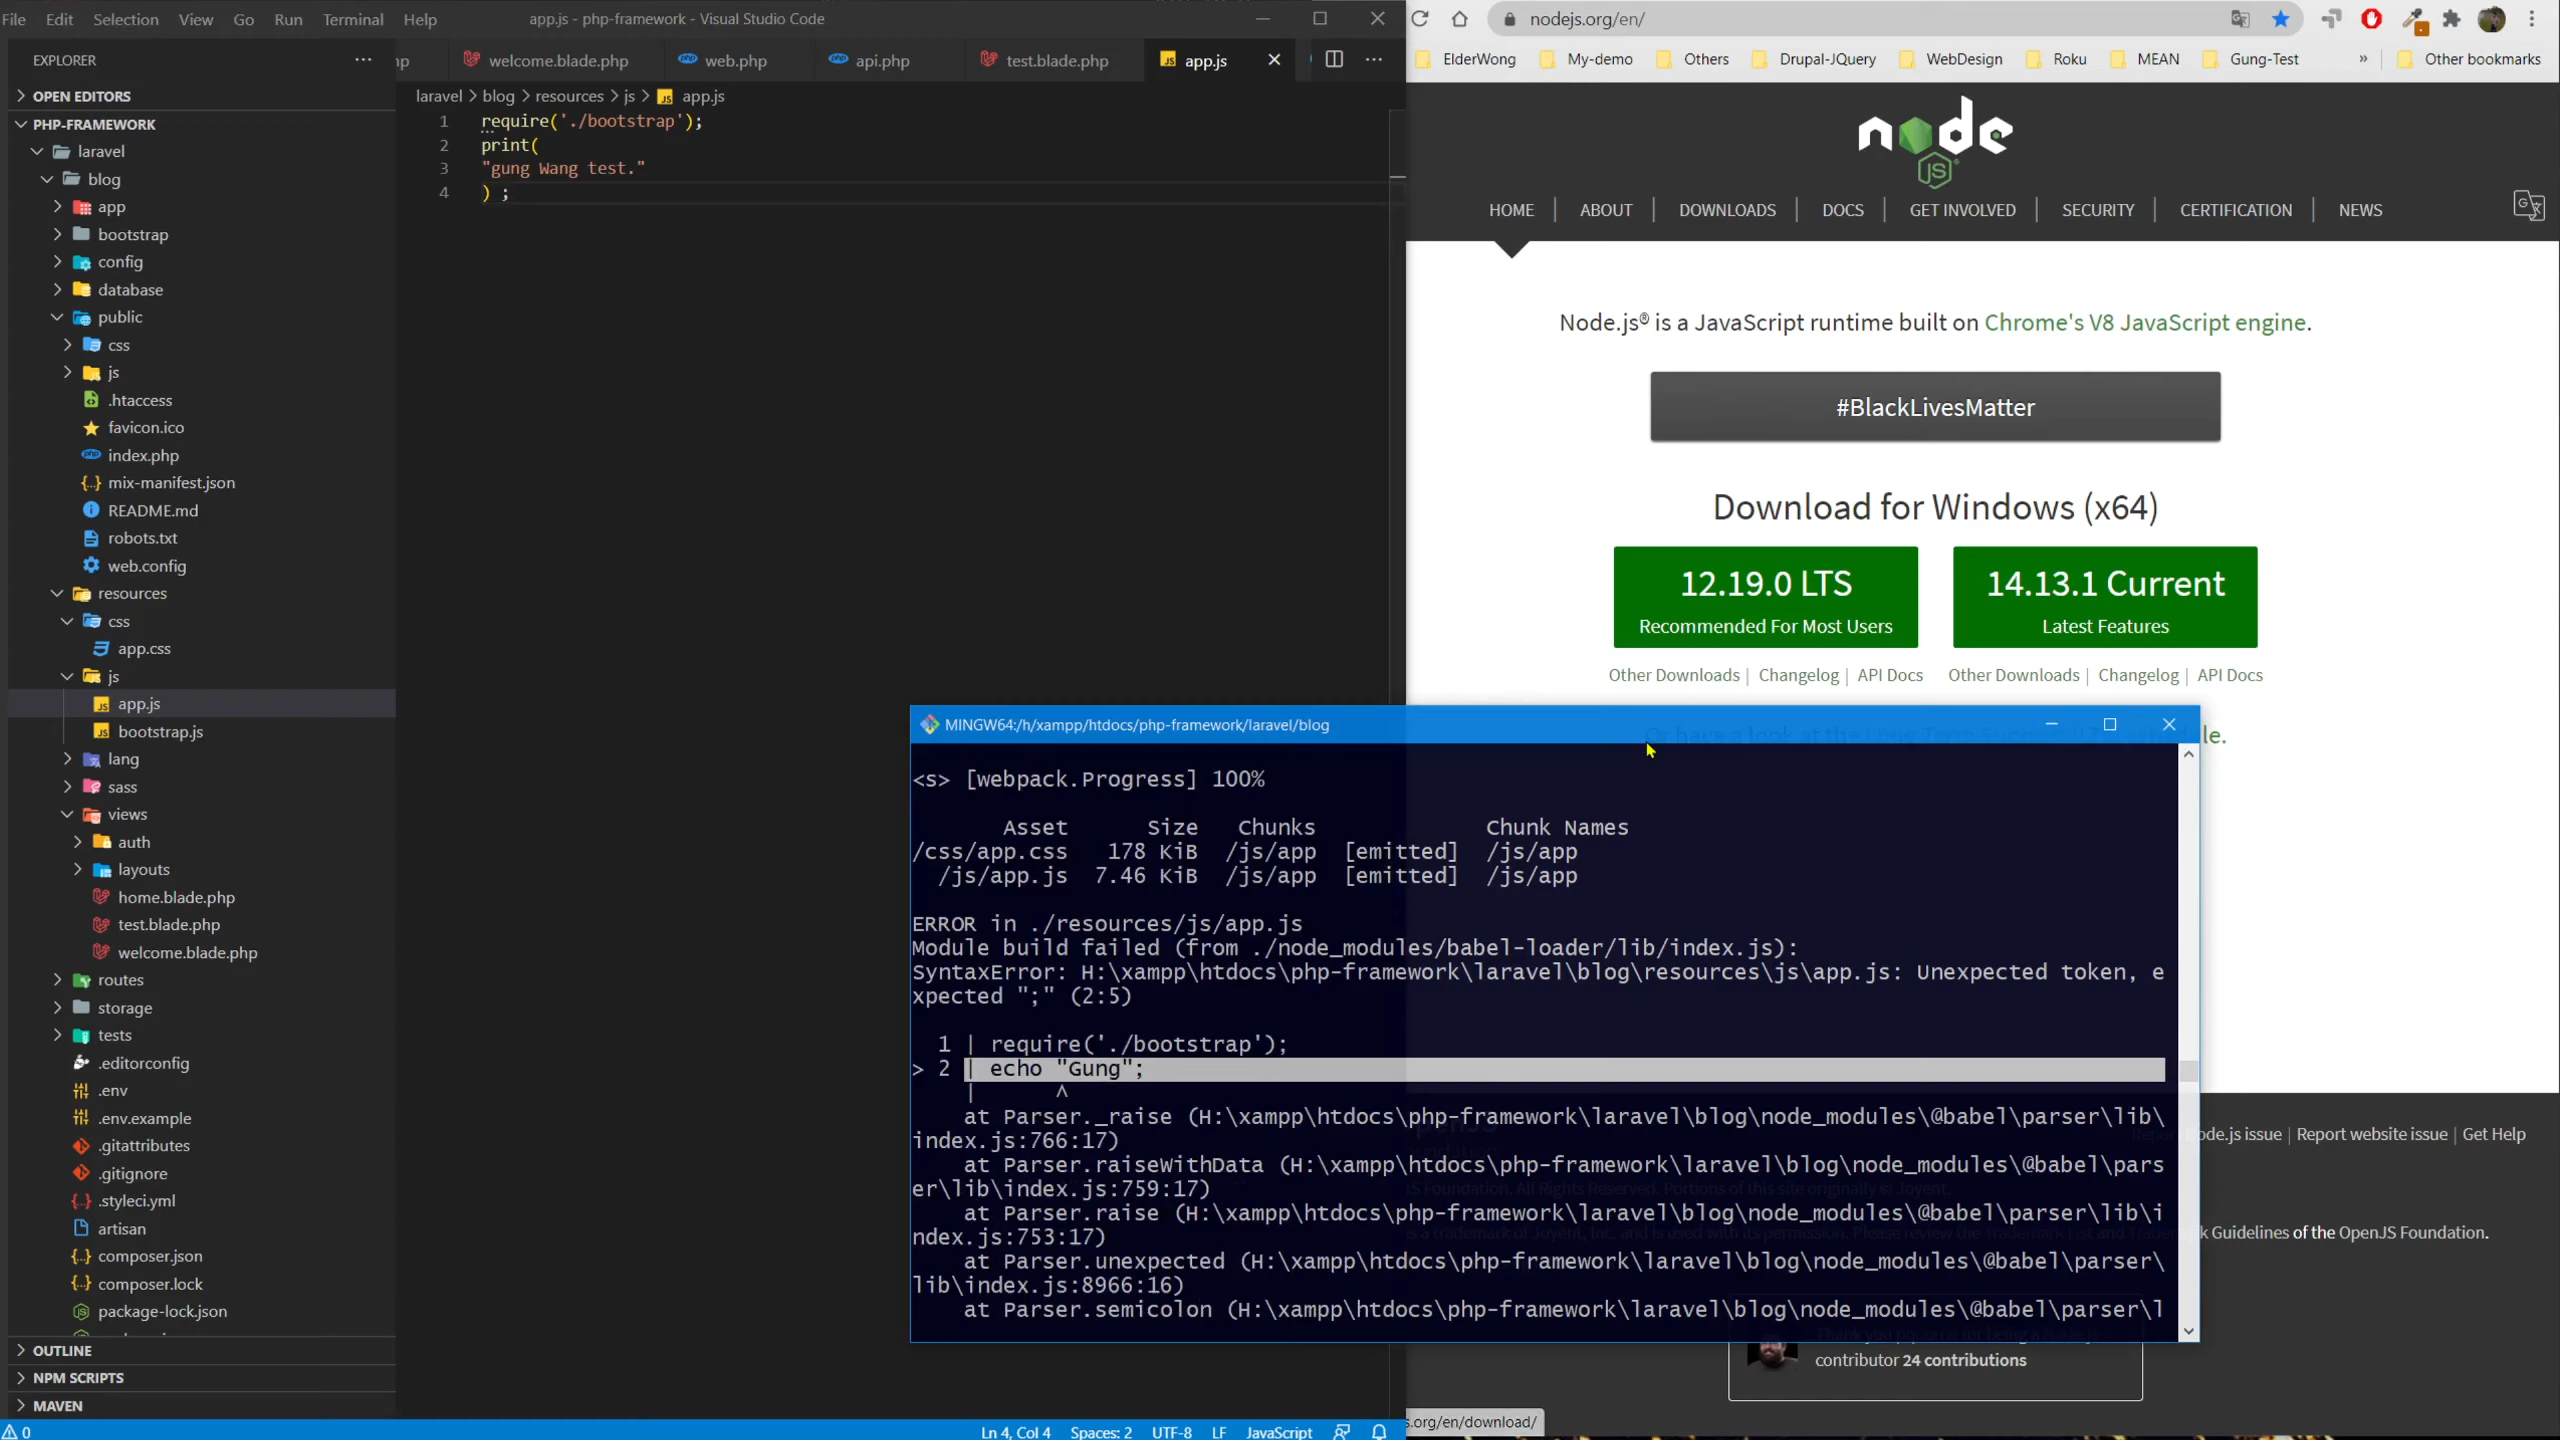 File Edit Selection View Go Run Terminal Help app.js - php-framework - Visual Studio Code
EXPLORER
OPEN EDITORS
PHP-FRAMEWORK
laravel
blog
app
bootstrap
config
database
public
css
js
.htaccess
favicon.ico
index.php
mix-manifest.json
README.md
robots.txt
web.config
resources
css
app.css
js
app.js
bootstrap.js
lang
sass
views
auth
layouts
home.blade.php
test.blade.php
welcome.blade.php
routes
storage
tests
.editorconfig
.env
.env.example
.gitattributes
.gitignore
.styleci.yml
artisan
composer.json
composer.lock
package-lock.json
OUTLINE
NPM SCRIPTS
MAVEN
welcome.blade.php web.php api.php test.blade.php app.js
laravel > blog > resources > js > app.js
1 require('./bootstrap');
2 print(
3 "gung Wang test."
4 ) ;
0 Ln 4, Col 4 Spaces: 2 UTF-8 LF JavaScript
nodejs.org/en/
ElderWong My-demo Others Drupal-JQuery WebDesign Roku MEAN Gung-Test » Other bookmarks
node
JS
HOME ABOUT DOWNLOADS DOCS GET INVOLVED SECURITY CERTIFICATION NEWS
Node.js® is a JavaScript runtime built on Chrome's V8 JavaScript engine.
#BlackLivesMatter
Download for Windows (x64)
12.19.0 LTS
Recommended For Most Users
14.13.1 Current
Latest Features
Other Downloads | Changelog | API Docs Other Downloads | Changelog | API Docs
le.
MINGW64:/h/xampp/htdocs/php-framework/laravel/blog
<s> [webpack.Progress] 100%
Asset Size Chunks Chunk Names
/css/app.css 178 KiB /js/app [emitted] /js/app
/js/app.js 7.46 KiB /js/app [emitted] /js/app
ERROR in ./resources/js/app.js
Module build failed (from ./node_modules/babel-loader/lib/index.js):
SyntaxError: H:\xampp\htdocs\php-framework\laravel\blog\resources\js\app.js: Unexpected token, e
xpected ";" (2:5)
1 | require('./bootstrap');
> 2 | echo "Gung";
| ^
at Parser._raise (H:\xampp\htdocs\php-framework\laravel\blog\node_modules\@babel\parser\lib\
index.js:766:17)
at Parser.raiseWithData (H:\xampp\htdocs\php-framework\laravel\blog\node_modules\@babel\pars
er\lib\index.js:759:17)
at Parser.raise (H:\xampp\htdocs\php-framework\laravel\blog\node_modules\@babel\parser\lib\i
ndex.js:753:17)
at Parser.unexpected (H:\xampp\htdocs\php-framework\laravel\blog\node_modules\@babel\parser\
lib\index.js:8966:16)
at Parser.semicolon (H:\xampp\htdocs\php-framework\laravel\blog\node_modules\@babel\parser\l
ode.js issue | Report website issue | Get Help
Guidelines of the OpenJS Foundation.
contributor 24 contributions
s.org/en/download/